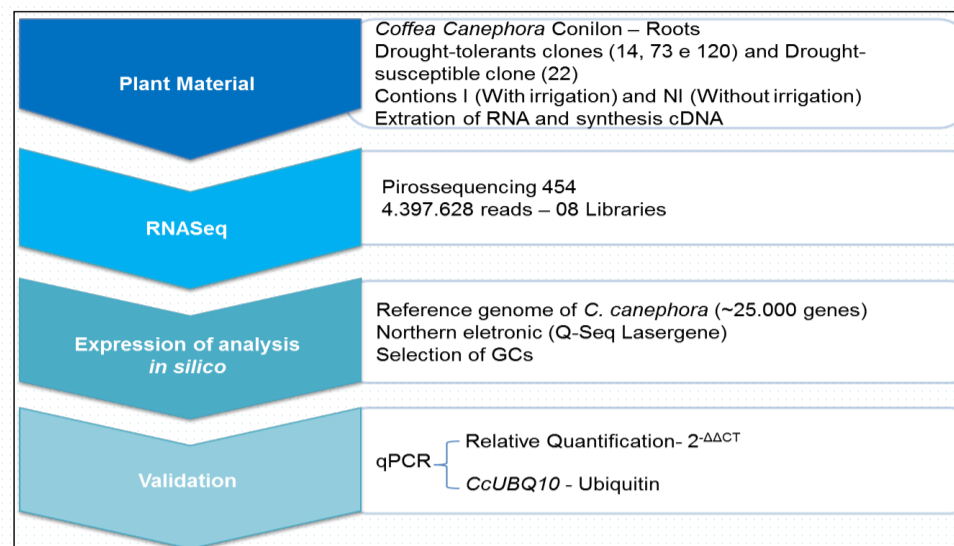 Plant Material
Coffea Canephora Conilon – Roots
Drought-tolerants clones (14, 73 e 120) and Drought-
susceptible clone (22)
Contions I (With irrigation) and NI (Without irrigation)
Extration of RNA and synthesis cDNA
RNASeq
Pirossequencing 454
4.397.628 reads – 08 Libraries
Expression of analysis
in silico
Reference genome of C. canephora (~25.000 genes)
Northern eletronic (Q-Seq Lasergene)
Selection of GCs
Validation
qPCR
Relative Quantification- 2-ΔΔCT
CcUBQ10 - Ubiquitin